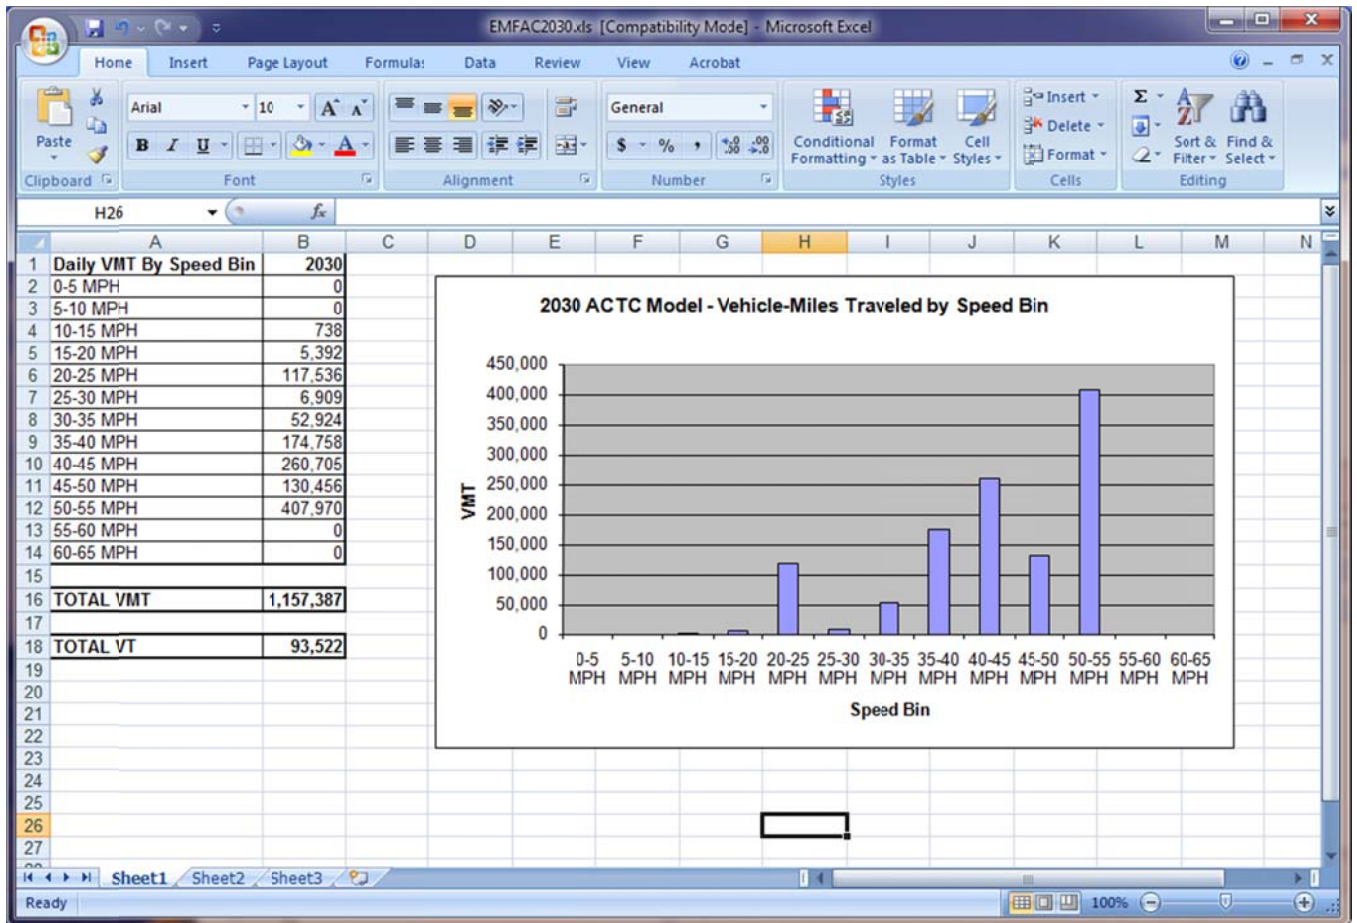 EMFAC2030.xls [Compatibility Mode] - Microsoft Excel
Home Insert Page Layout Formulas Data Review View Acrobat
Arial 10 A A General Insert Σ
Paste B I U A $ % , .0 .00 .00 .0 Conditional Formatting Format as Table Cell Styles Delete Format Sort & Filter Find & Select
Clipboard Font Alignment Number Styles Cells Editing
H26 fx
A B C D E F G H I J K L M N
1 Daily VMT By Speed Bin 2030
2 0-5 MPH 0
3 5-10 MPH 0
4 10-15 MPH 738
5 15-20 MPH 5,392
6 20-25 MPH 117,536
7 25-30 MPH 6,909
8 30-35 MPH 52,924
9 35-40 MPH 174,758
10 40-45 MPH 260,705
11 45-50 MPH 130,456
12 50-55 MPH 407,970
13 55-60 MPH 0
14 60-65 MPH 0
15
16 TOTAL VMT 1,157,387
17
18 TOTAL VT 93,522
19
20
21
22
23
24
25
26
27
2030 ACTC Model - Vehicle-Miles Traveled by Speed Bin
450,000
400,000
350,000
300,000
250,000
200,000
150,000
100,000
50,000
0
VMT
0-5 5-10 10-15 15-20 20-25 25-30 30-35 35-40 40-45 45-50 50-55 55-60 60-65
MPH MPH MPH MPH MPH MPH MPH MPH MPH MPH MPH MPH MPH
Speed Bin
Sheet1 Sheet2 Sheet3
Ready 100%